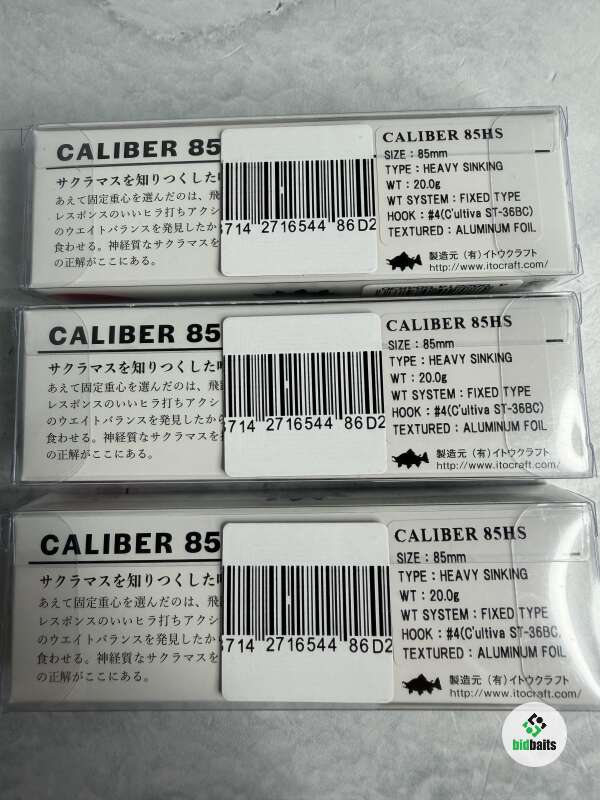 CALIBER 85
サクラマスを知りつくした
あえて固定重心を選んだのは、飛
レスポンスのいいヒラ打ちアクシ
のウエイトバランスを発見したか
食わせる。神経質なサクラマスを
の正解がここにある。
3714 2716544 86D2
CALIBER 85HS
SIZE : 85mm
TYPE : HEAVY SINKING
WT : 20.0g
WT SYSTEM : FIXED TYPE
HOOK : #4(C'ultiva ST-36BC)
TEXTURED : ALUMINUM FOIL
製造元 (有)イトウクラフト
http://www.itocraft.com/
CALIBER 85
サクラマスを知りつくした
あえて固定重心を選んだのは、飛
レスポンスのいいヒラ打ちアクシ
のウエイトバランスを発見したから
食わせる。神経質なサクラマスを
の正解がここにある。
3714 2716544 86D2
CALIBER 85HS
SIZE : 85mm
TYPE : HEAVY SINKING
WT : 20.0g
WT SYSTEM : FIXED TYPE
HOOK : #4(C'ultiva ST-36BC)
TEXTURED : ALUMINUM FOIL
製造元 (有)イトウクラフト
http://www.itocraft.com/
CALIBER 85
サクラマスを知りつくした
あえて固定重心を選んだのは、飛
レスポンスのいいヒラ打ちアクシ
のウエイトバランスを発見したから
食わせる。神経質なサクラマスを
の正解がここにある。
3714 2716544 86D2
CALIBER 85HS
SIZE : 85mm
TYPE : HEAVY SINKING
WT : 20.0g
WT SYSTEM : FIXED TYPE
HOOK : #4(C'ultiva ST-36BC)
TEXTURED : ALUMINUM FOIL
製造元 (有)イトウクラフト
http://www.itocraft.com/
bidbaits